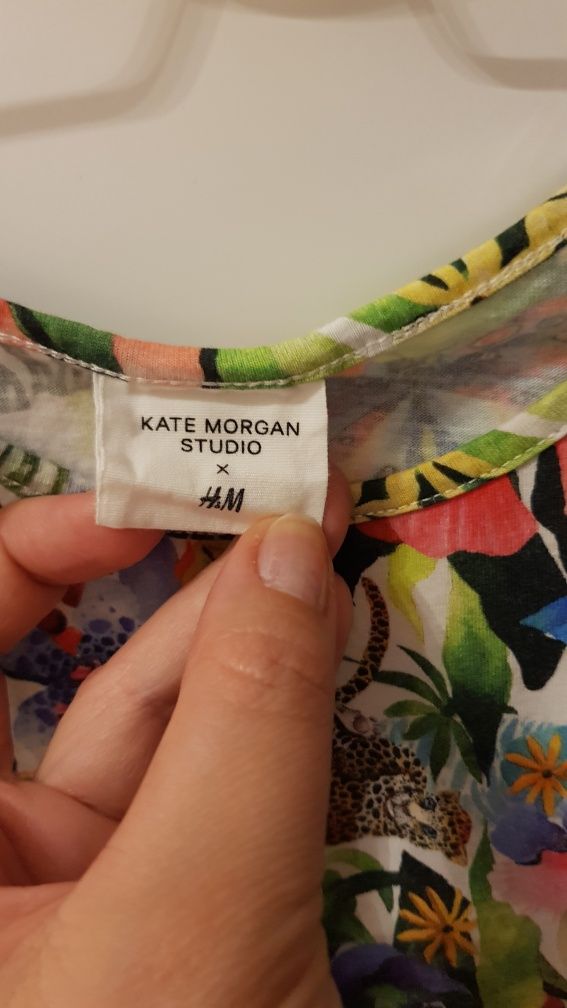 KATE MORGAN
STUDIO
×
H&M